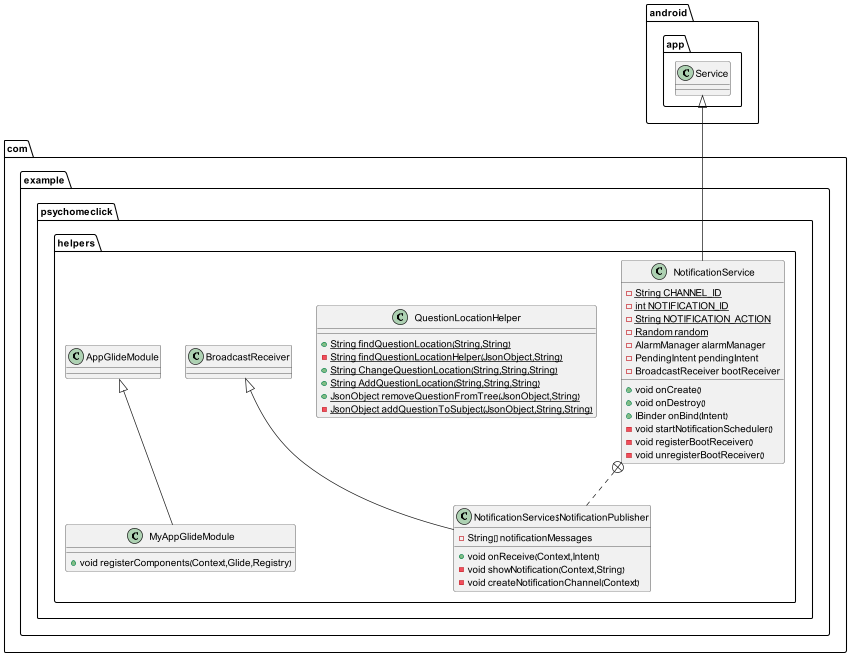 android
app
C Service
com
example
psychomeclick
helpers
C NotificationService
String CHANNEL_ID
int NOTIFICATION_ID
String NOTIFICATION_ACTION
Random random
AlarmManager alarmManager
PendingIntent pendingIntent
BroadcastReceiver bootReceiver
void onCreate()
void onDestroy()
IBinder onBind(Intent)
void startNotificationScheduler()
void registerBootReceiver()
void unregisterBootReceiver()
C QuestionLocationHelper
String findQuestionLocation(String,String)
String findQuestionLocationHelper(JsonObject,String)
String ChangeQuestionLocation(String,String,String)
String AddQuestionLocation(String,String)
JsonObject removeQuestionFromTree(JsonObject,String)
JsonObject addQuestionToSubject(JsonObject,String,String)
C AppGlideModule
C BroadcastReceiver
C MyAppGlideModule
void registerComponents(Context,Glide,Registry)
C NotificationService$NotificationPublisher
String[] notificationMessages
void onReceive(Context,Intent)
void showNotification(Context,String)
void createNotificationChannel(Context)